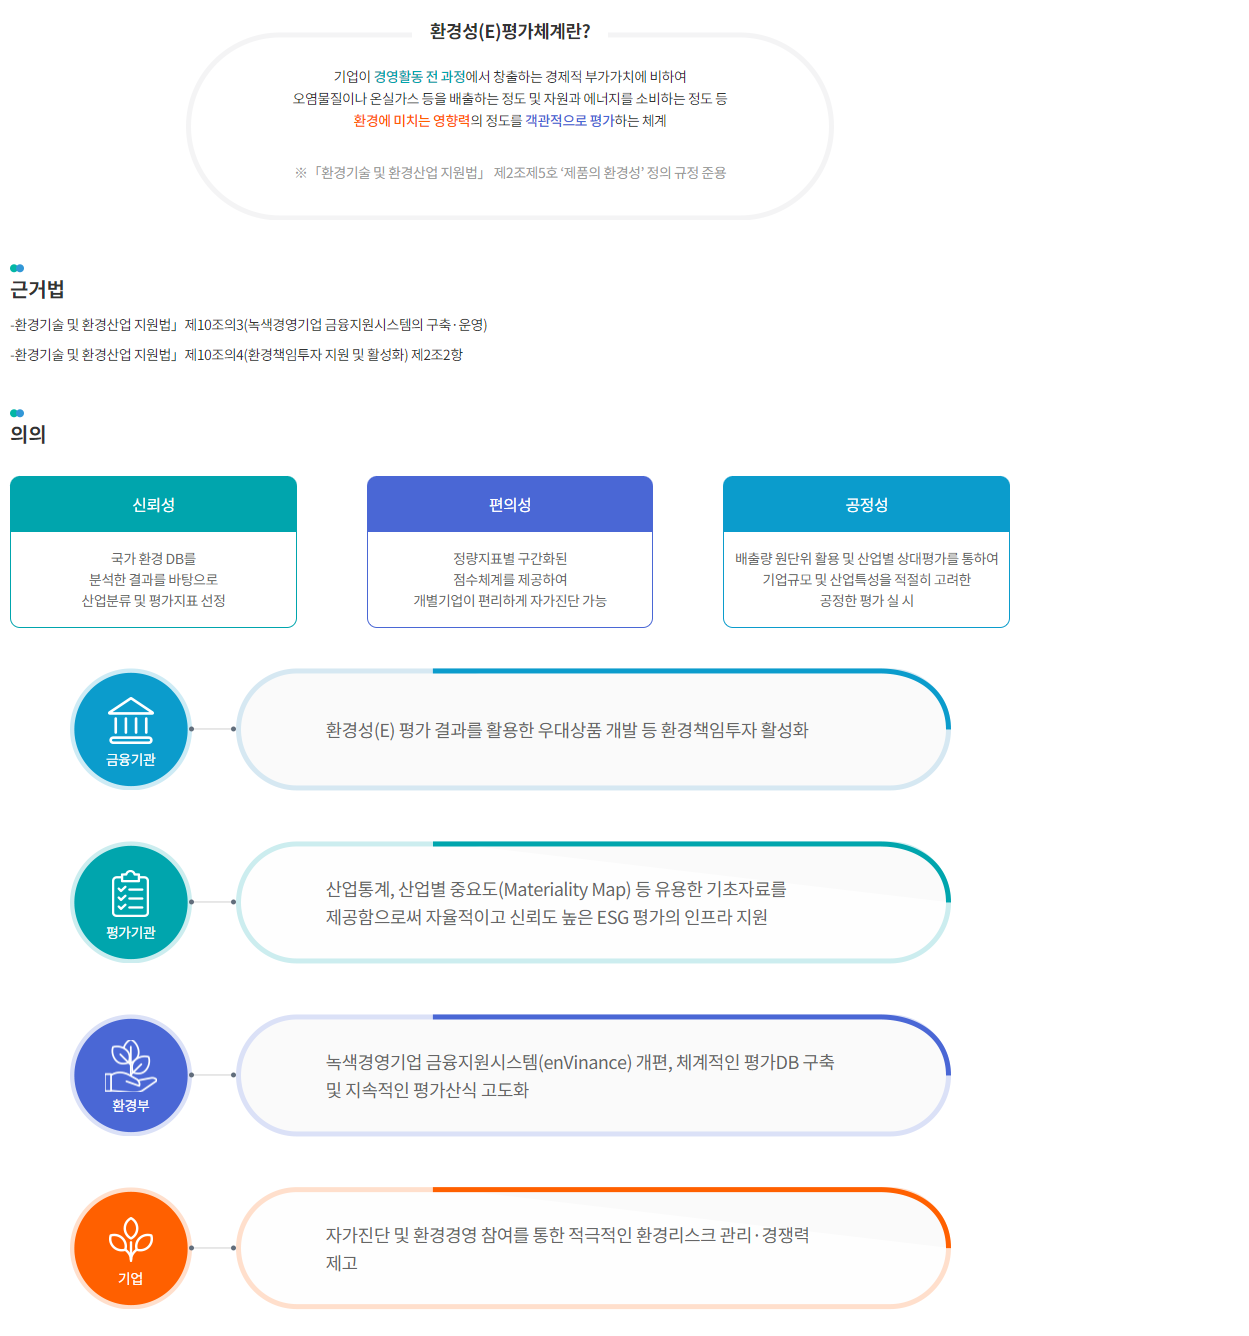 환경성(E)평가체계란?
기업이 경영활동 전 과정에서 창출하는 경제적 부가가치에 비하여
오염물질이나 온실가스 등을 배출하는 정도 및 자원과 에너지를 소비하는 정도 등
환경에 미치는 영향력의 정도를 객관적으로 평가하는 체계
※「환경기술 및 환경산업 지원법」 제2조제5호 ‘제품의 환경성’ 정의 규정 준용
근거법
-환경기술 및 환경산업 지원법」제10조의3(녹색경영기업 금융지원시스템의 구축·운영)
-환경기술 및 환경산업 지원법」제10조의4(환경책임투자 지원 및 활성화) 제2조2항
의의
신뢰성
국가 환경 DB를
분석한 결과를 바탕으로
산업분류 및 평가지표 선정
편의성
정량지표별 구간화된
점수체계를 제공하여
개별기업이 편리하게 자가진단 가능
공정성
배출량 원단위 활용 및 산업별 상대평가를 통하여
기업규모 및 산업특성을 적절히 고려한
공정한 평가 실 시
금융기관
환경성(E) 평가 결과를 활용한 우대상품 개발 등 환경책임투자 활성화
평가기관
산업통계, 산업별 중요도(Materiality Map) 등 유용한 기초자료를
제공함으로써 자율적이고 신뢰도 높은 ESG 평가의 인프라 지원
환경부
녹색경영기업 금융지원시스템(enVinance) 개편, 체계적인 평가DB 구축
및 지속적인 평가산식 고도화
기업
자가진단 및 환경경영 참여를 통한 적극적인 환경리스크 관리·경쟁력
제고